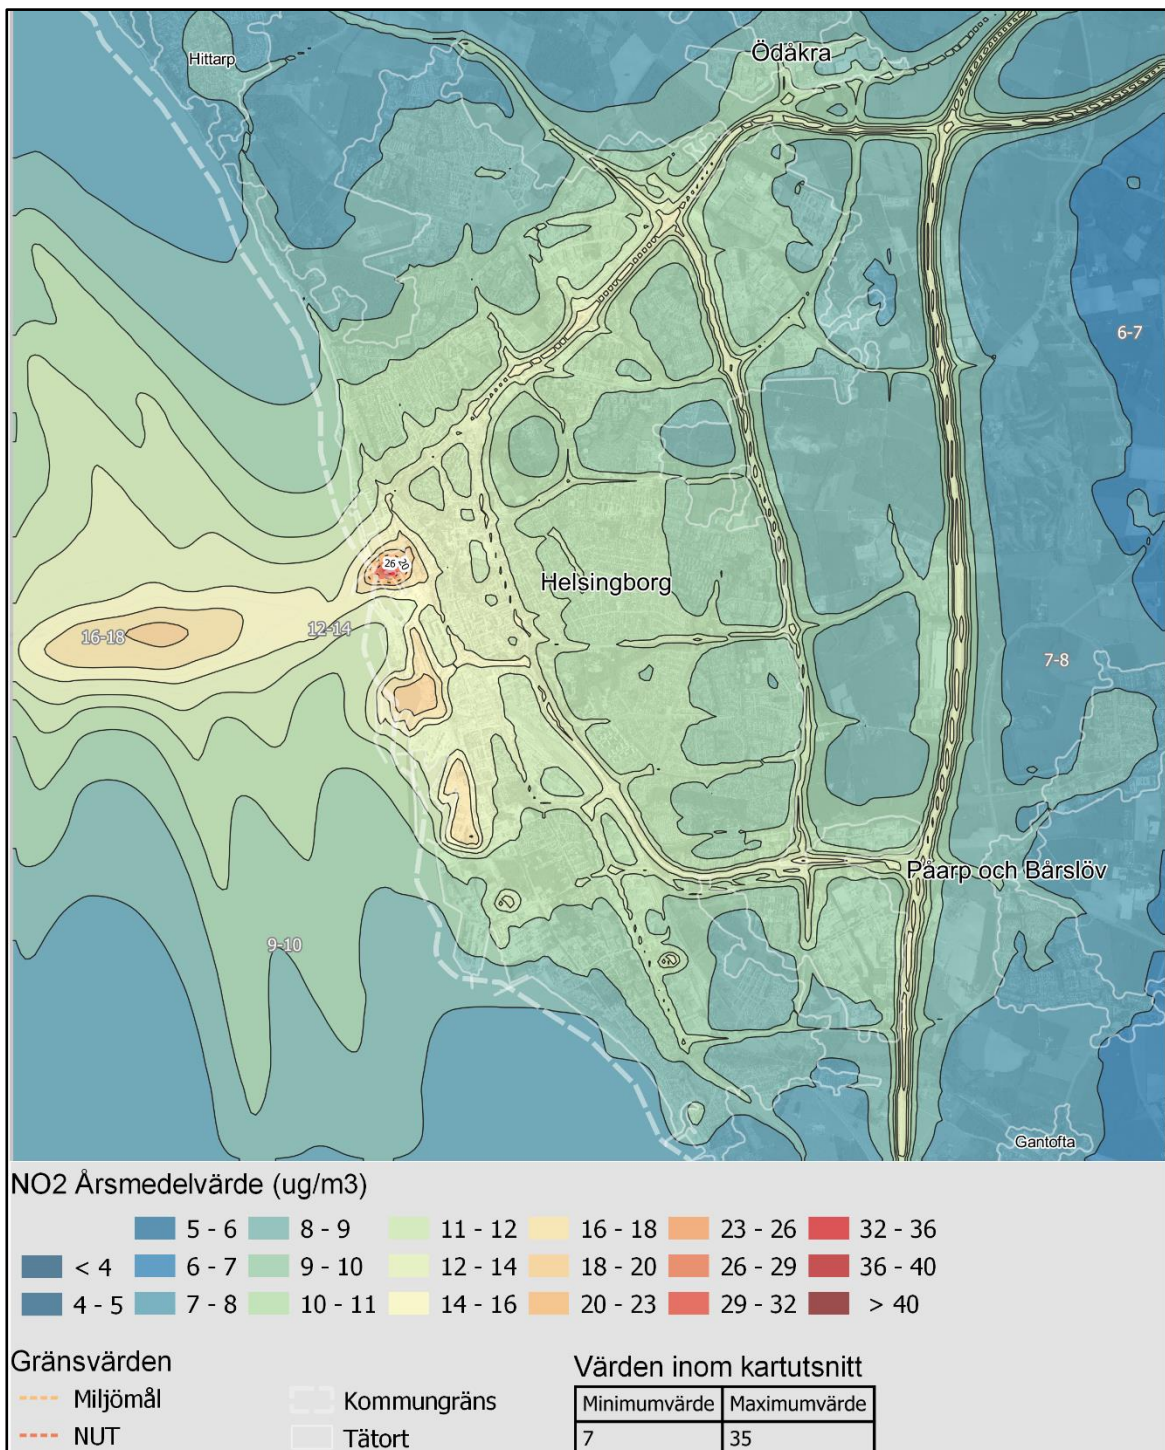 Hittarp
Ödåkra
6-7
26
20
Helsingborg
16-18
12-14
7-8
Påarp och Bårslöv
9-10
Gantofta
NO2 Årsmedelvärde (ug/m3)
5 - 6 8 - 9 11 - 12 16 - 18 23 - 26 32 - 36
< 4 6 - 7 9 - 10 12 - 14 18 - 20 26 - 29 36 - 40
4 - 5 7 - 8 10 - 11 14 - 16 20 - 23 29 - 32 > 40
Gränsvärden
Värden inom kartutsnitt
Miljömål Kommungräns Minimumvärde Maximumvärde
NUT Tätort 7 35